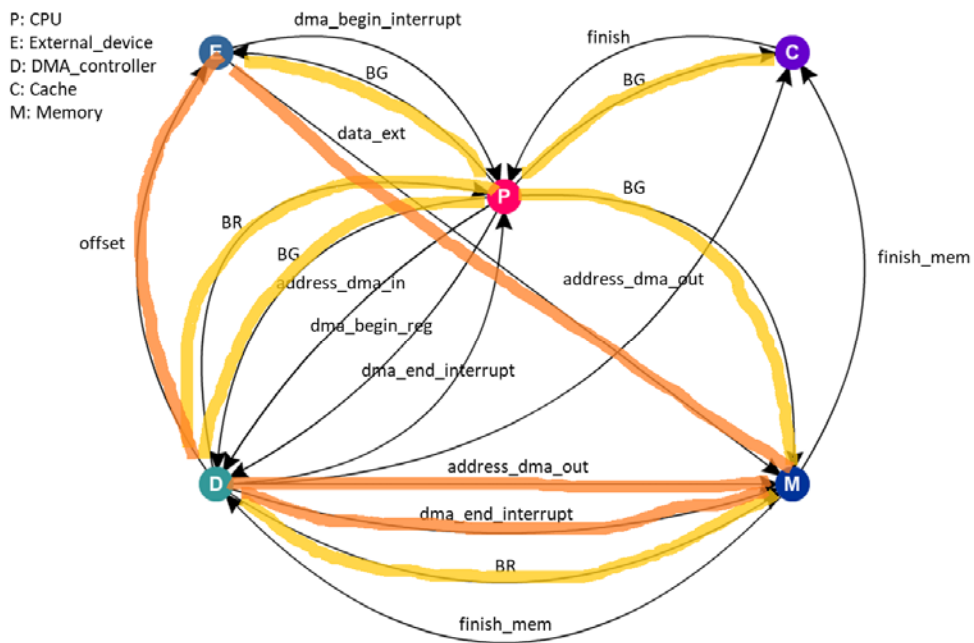 P: CPU
E: External_device
D: DMA_controller
C: Cache
M: Memory
dma_begin_interrupt
finish
E
C
BG
BG
data_ext
P
BG
BR
offset
BG
finish_mem
address_dma_in
address_dma_out
dma_begin_reg
dma_end_interrupt
address_dma_out
D
M
dma_end_interrupt
BR
finish_mem